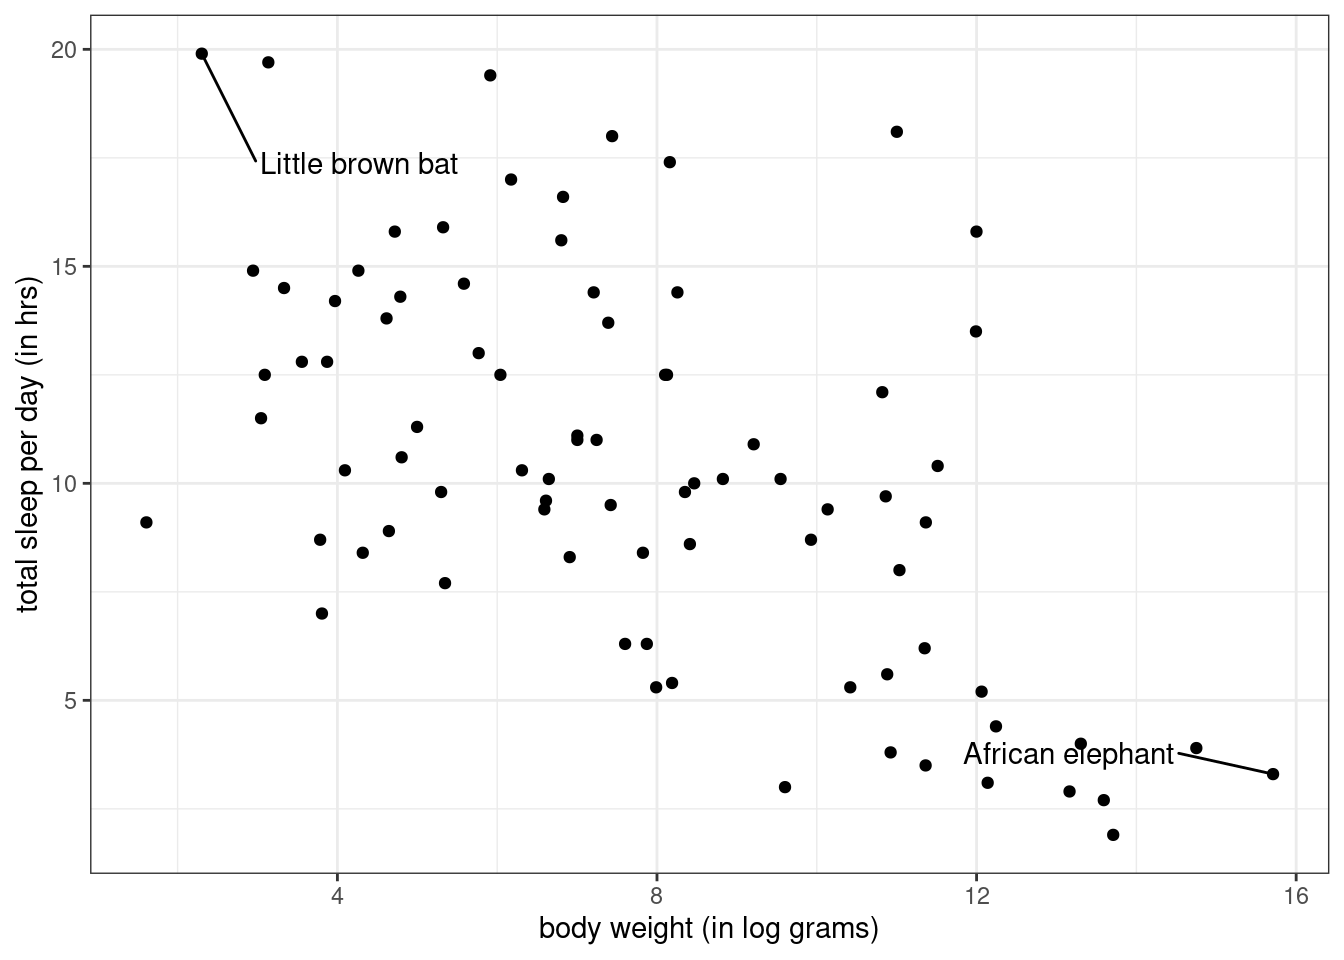 20
15
10
5
total sleep per day (in hrs)
Little brown bat
African elephant
4
8
12
16
body weight (in log grams)